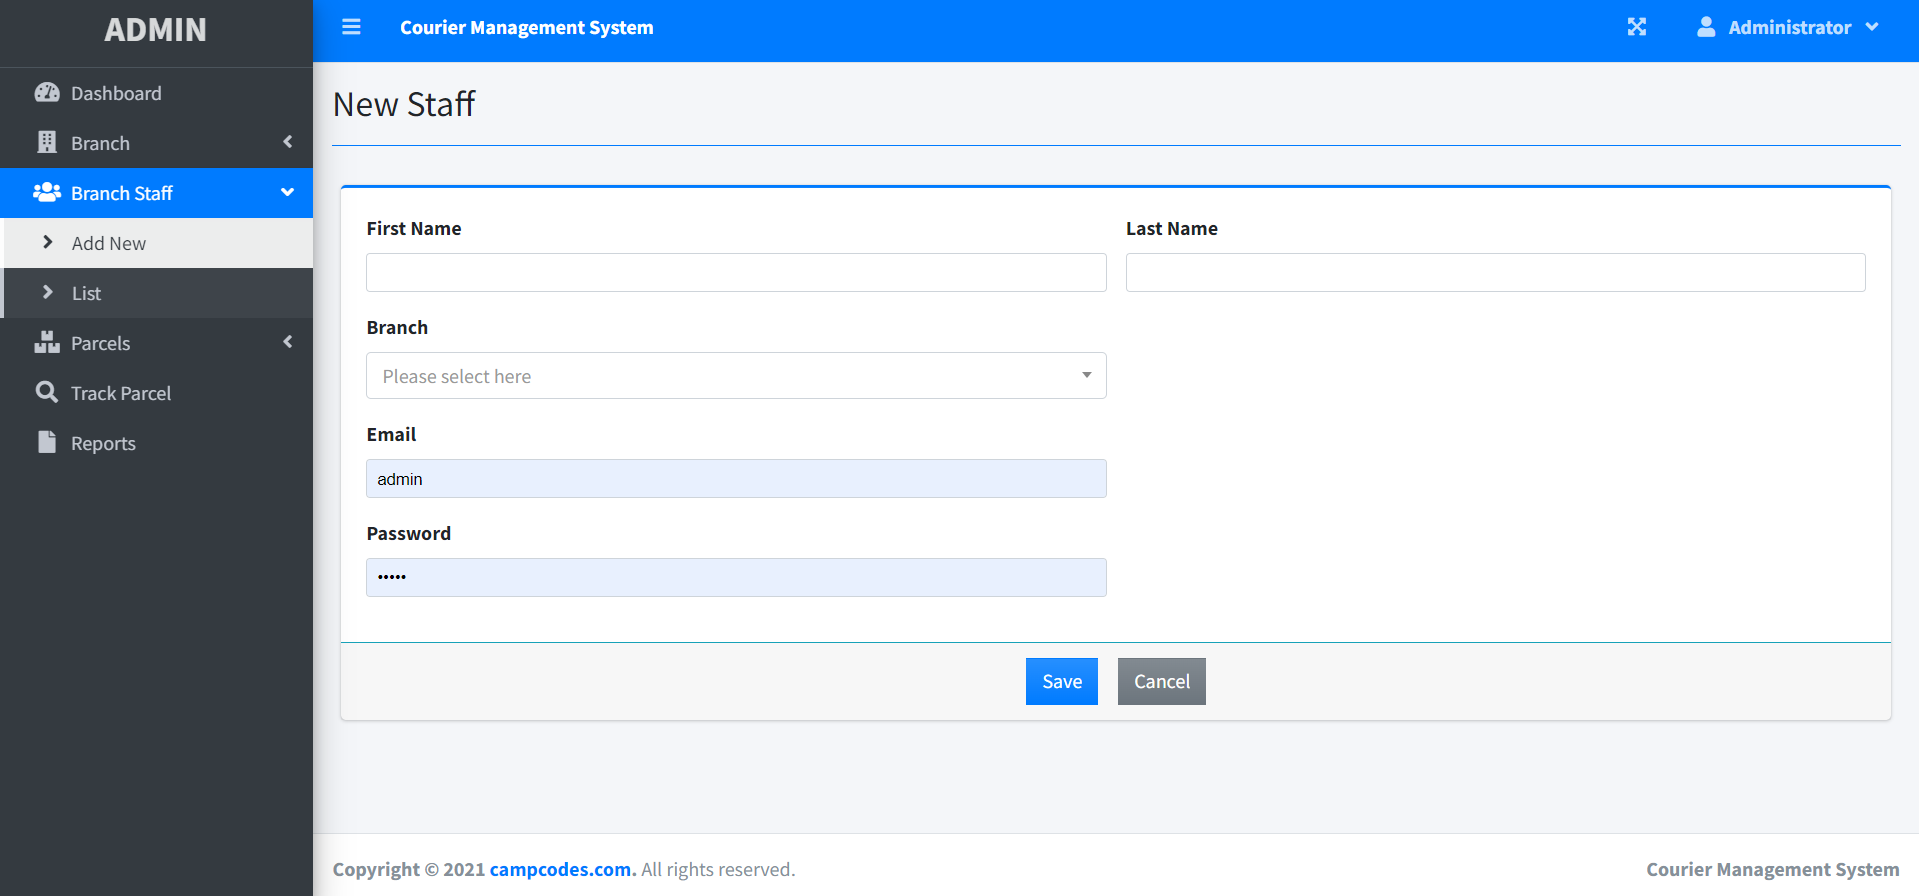 ADMIN
Courier Management System
Administrator
Dashboard
Branch
Branch Staff
Add New
List
Parcels
Track Parcel
Reports
New Staff
First Name
Last Name
Branch
Please select here
Email
admin
Password
•••••
Save
Cancel
Copyright © 2021 campcodes.com. All rights reserved.
Courier Management System